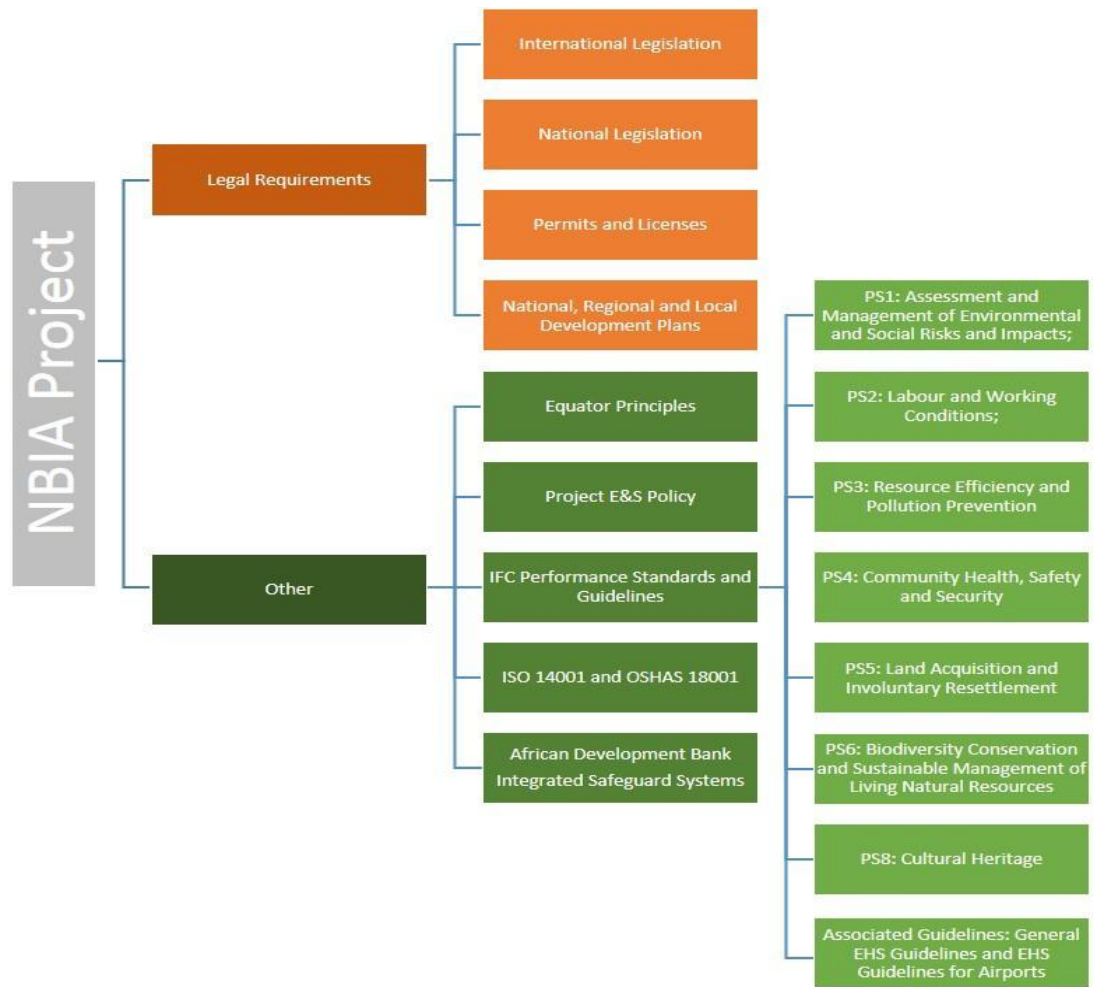 NBIA Project
Legal Requirements
International Legislation
National Legislation
Permits and Licenses
National, Regional and Local
Development Plans
Other
Equator Principles
Project E&S Policy
IFC Performance Standards and
Guidelines
ISO 14001 and OSHAS 18001
African Development Bank
Integrated Safeguard Systems
PS1: Assessment and
Management of Environmental
and Social Risks and Impacts;
PS2: Labour and Working
Conditions;
PS3: Resource Efficiency and
Pollution Prevention
PS4: Community Health, Safety
and Security
PS5: Land Acquisition and
Involuntary Resettlement
PS6: Biodiversity Conservation
and Sustainable Management of
Living Natural Resources
PS8: Cultural Heritage
Associated Guidelines: General
EHS Guidelines and EHS
Guidelines for Airports